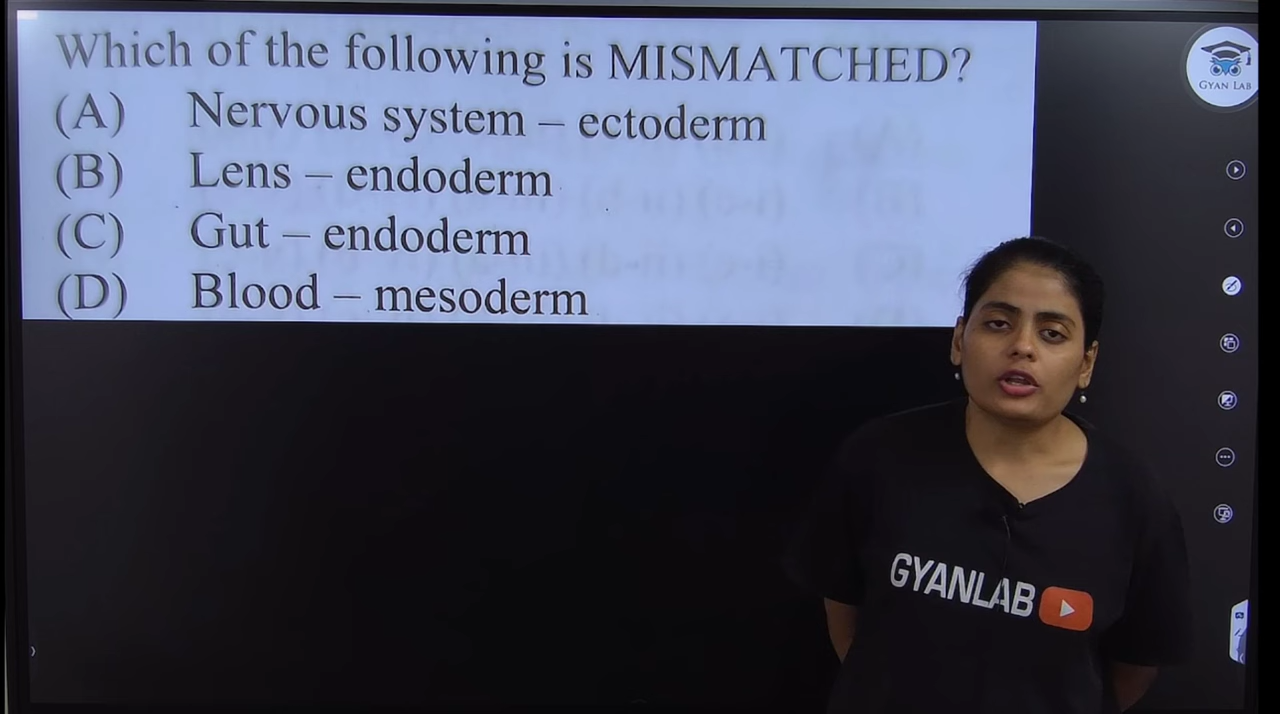 Which of the following is MISMATCHED?
(A) Nervous system – ectoderm
(B) Lens – endoderm
(C) Gut – endoderm
(D) Blood – mesoderm
GYAN LAB
GYANLAB